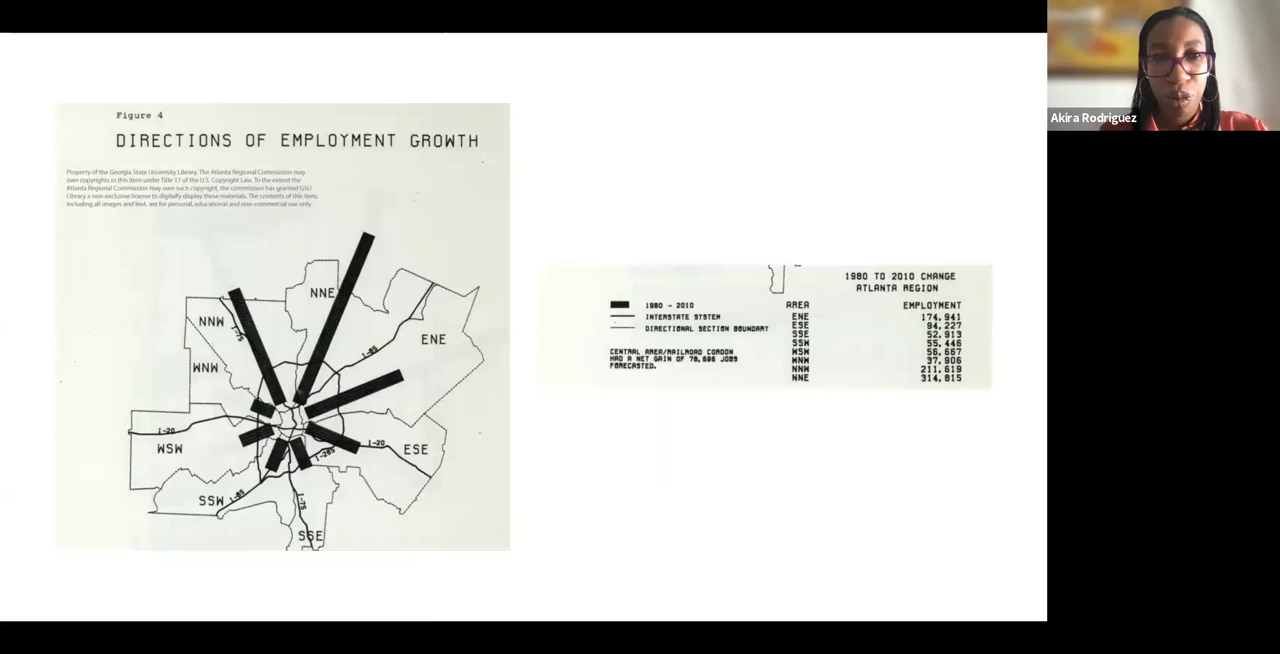 Akira Rodriguez
Figure 4
DIRECTIONS OF EMPLOYMENT GROWTH
Property of the Georgia State University Library. The Atlanta Regional Commission may
own copyrights in this item under Title 17 of the U.S. Copyright Law. To the extent the
Atlanta Regional Commission may own such copyright, the commission has granted GSU
Library a non-exclusive license to digitally display these materials. The contents of this item,
including all images and text, are for personal, educational and non-commercial use only.
NNE
NNW
I-75
ENE
I-85
WNW
I-20
WSW
I-20
ESE
I-285
SSW
I-85
I-75
SSE
1980 TO 2010 CHANGE
ATLANTA REGION
1980 - 2010 AREA EMPLOYMENT
INTERSTATE SYSTEM ENE 174,941
DIRECTIONAL SECTION BOUNDARY ESE 94,227
SSE 52,913
SSW 55,446
CENTRAL AREA/RAILROAD CORDON WSW 56,667
HAD A NET GAIN OF JOBS WNW 37,906
FORECASTED. NNW 211,619
NNE 314,815